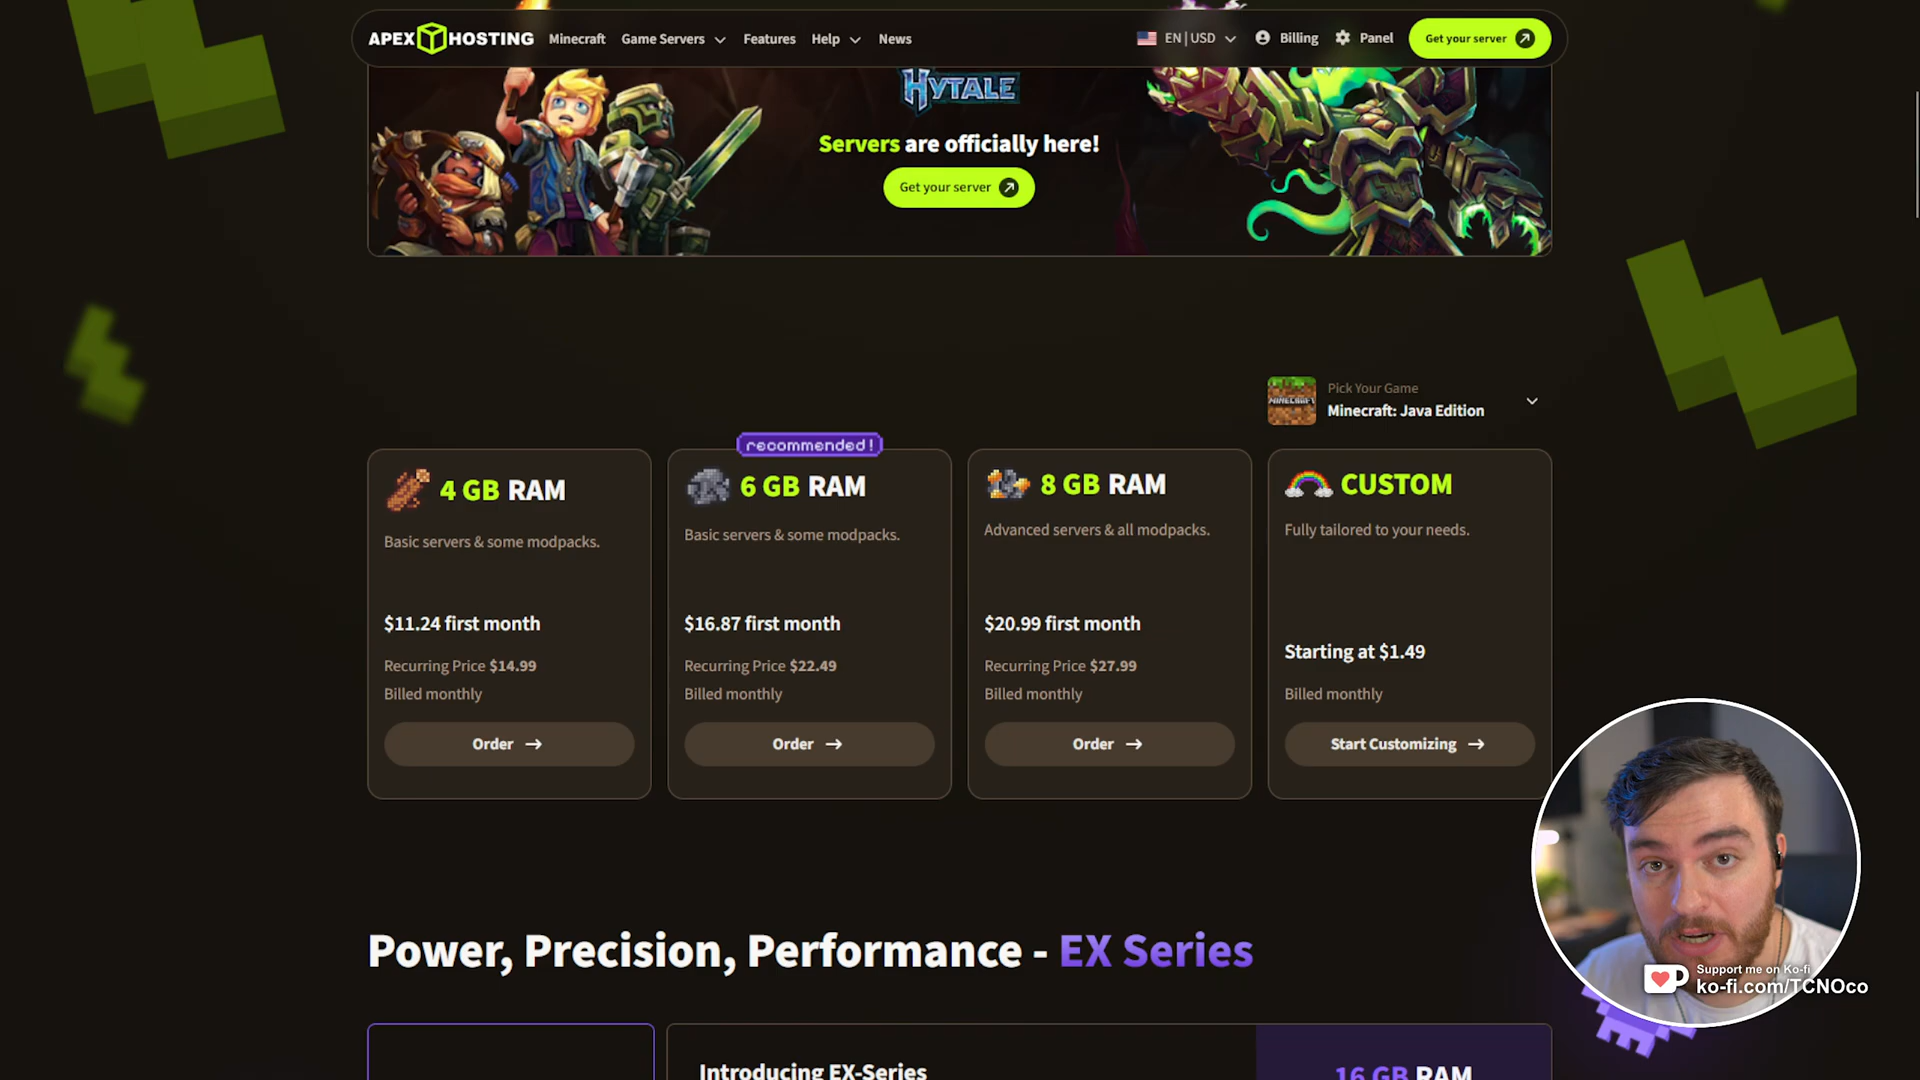 APEX HOSTING Minecraft Game Servers Features Help News EN | USD Billing Panel Get your server
HYTALE
Servers are officially here!
Get your server
Pick Your Game
MINECRAFT Minecraft: Java Edition
recommended!
4 GB RAM
Basic servers & some modpacks.
$11.24 first month
Recurring Price $14.99
Billed monthly
Order
6 GB RAM
Basic servers & some modpacks.
$16.87 first month
Recurring Price $22.49
Billed monthly
Order
8 GB RAM
Advanced servers & all modpacks.
$20.99 first month
Recurring Price $27.99
Billed monthly
Order
CUSTOM
Fully tailored to your needs.
Starting at $1.49
Billed monthly
Start Customizing
Power, Precision, Performance - EX Series
Introducing EX-Series
16 GB RAM
Support me on Ko-fi
ko-fi.com/TCNOco